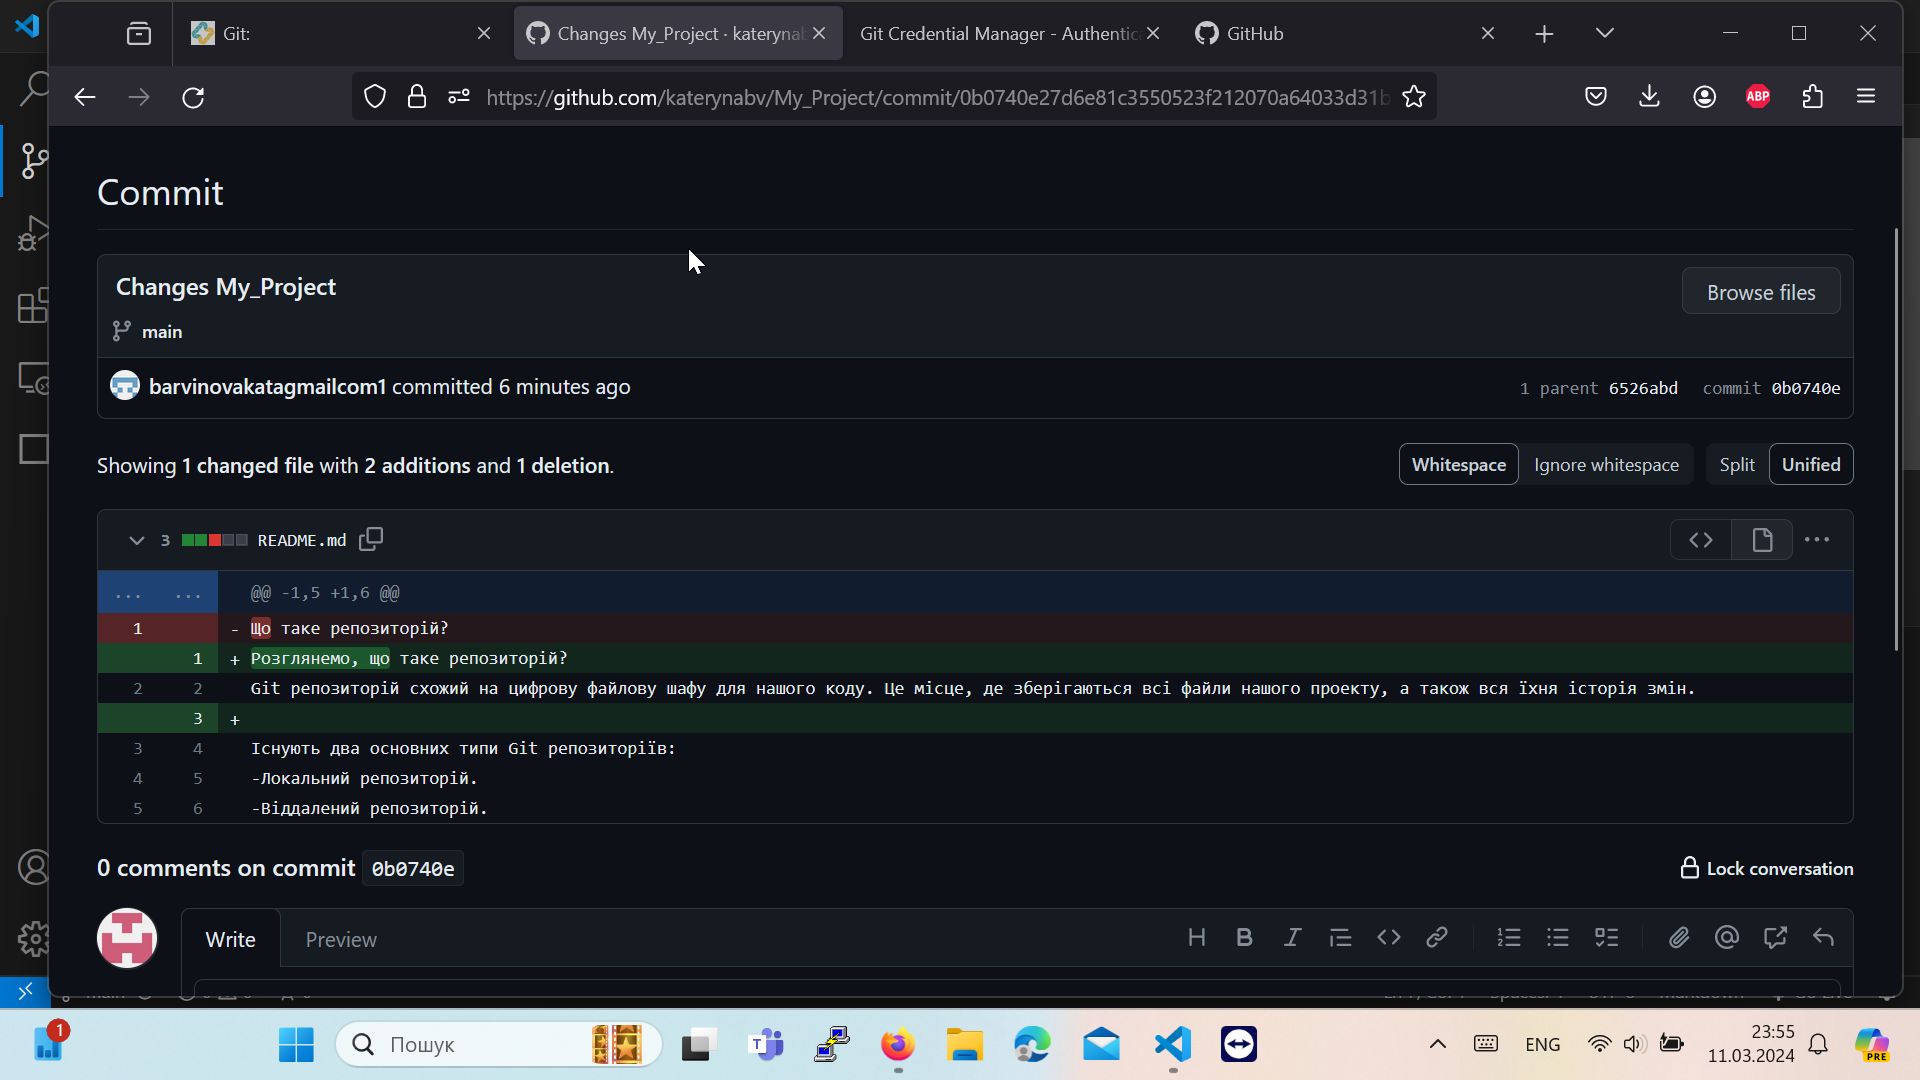 Git:
Changes My_Project · kateryna
Git Credential Manager - Authentic
GitHub
https://github.com/katerynabv/My_Project/commit/0b0740e27d6e81c3550523f212070a64033d31b
ABP
Commit
Changes My_Project
Browse files
main
barvinovakatagmailcom1 committed 6 minutes ago
1 parent 6526abd commit 0b0740e
Showing 1 changed file with 2 additions and 1 deletion.
Whitespace Ignore whitespace Split Unified
3 README.md
... ... @@ -1,5 +1,6 @@
1 - Що таке репозиторій?
1 + Розглянемо, що таке репозиторій?
2 2 Git репозиторій схожий на цифрову файлову шафу для нашого коду. Це місце, де зберігаються всі файли нашого проекту, а також вся їхня історія змін.
3 +
3 4 Існують два основних типи Git репозиторіїв:
4 5 -Локальний репозиторій.
5 6 -Віддалений репозиторій.
0 comments on commit 0b0740e
Lock conversation
Write Preview
1
Пошук
ENG
23:55
11.03.2024
PRE